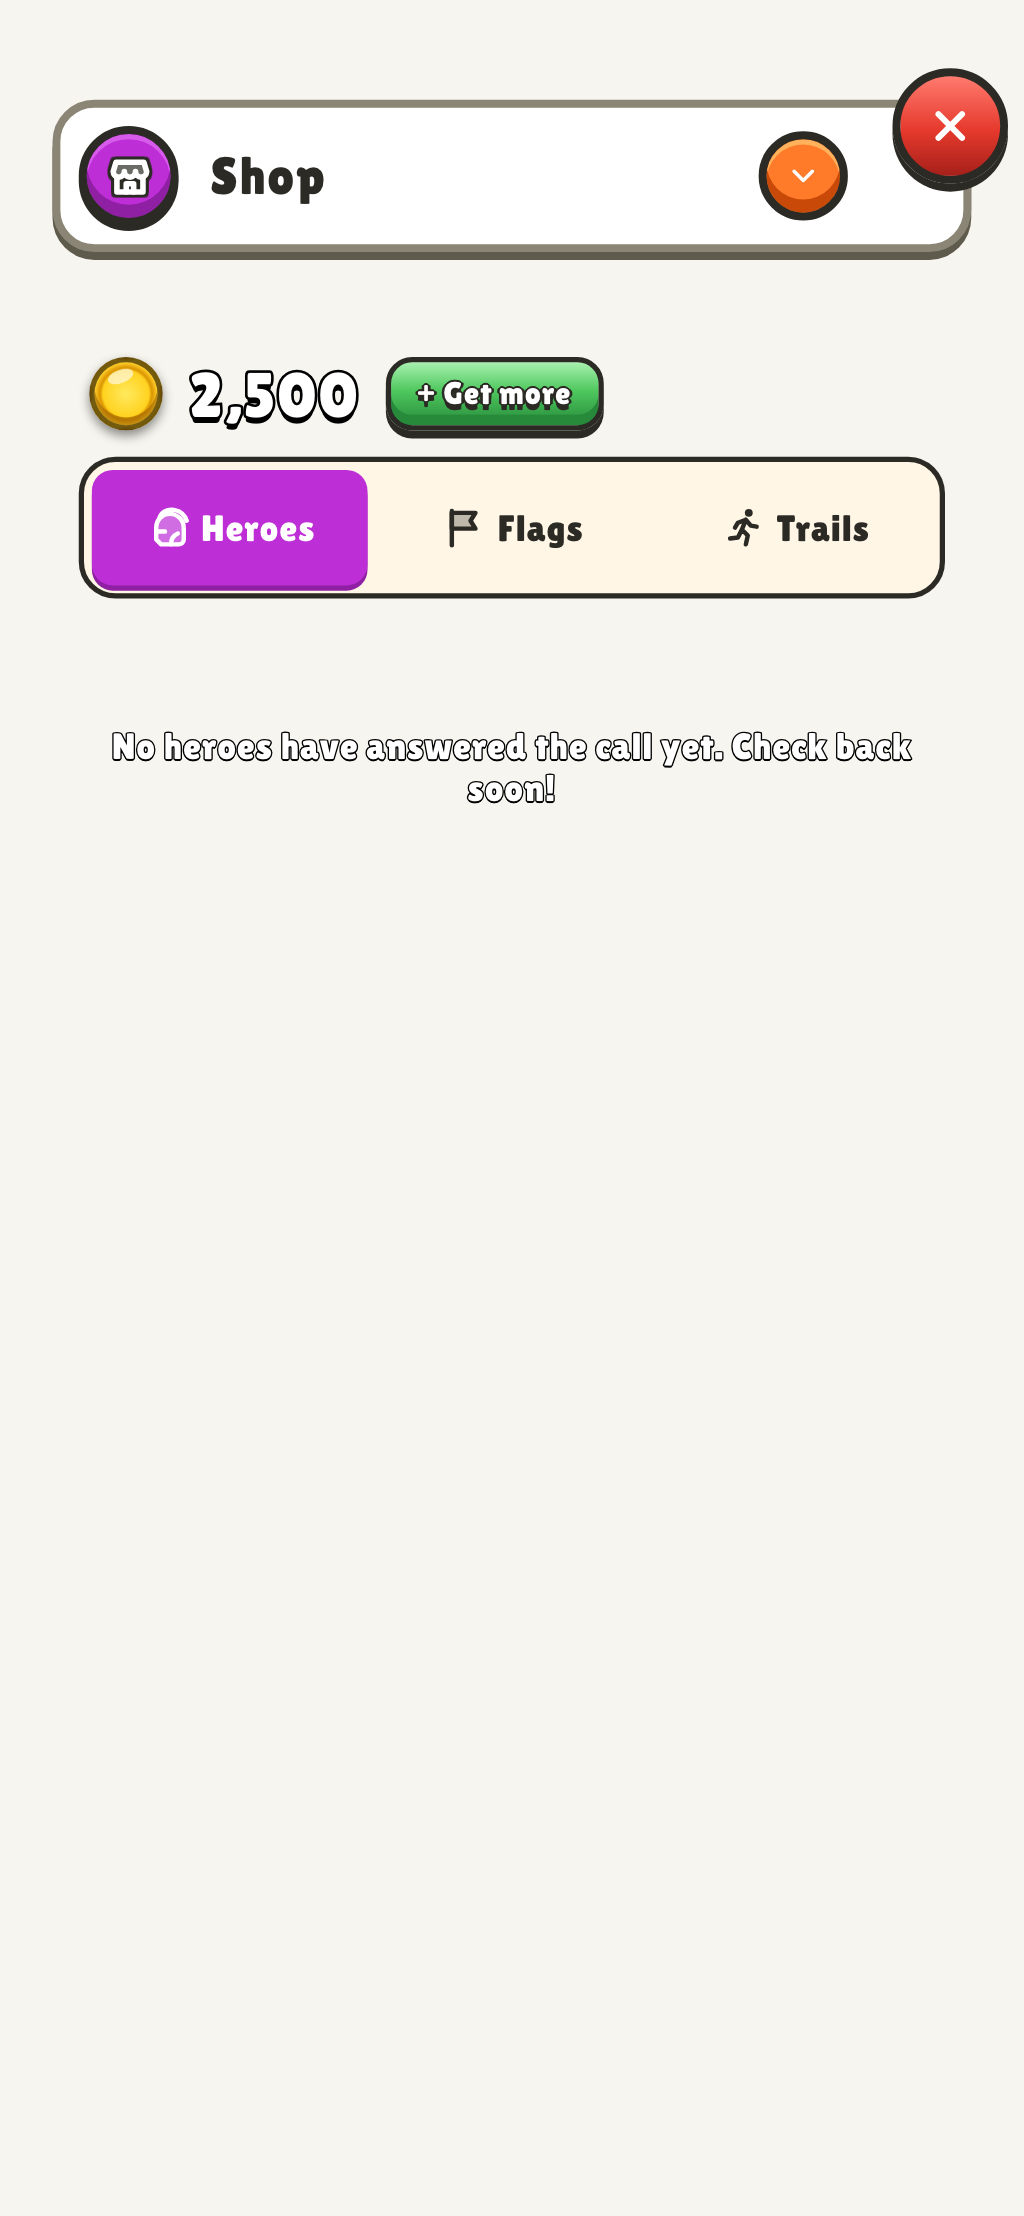 Shop
2,500
+ Get more
Heroes
Flags
Trails
No heroes have answered the call yet. Check back
soon!